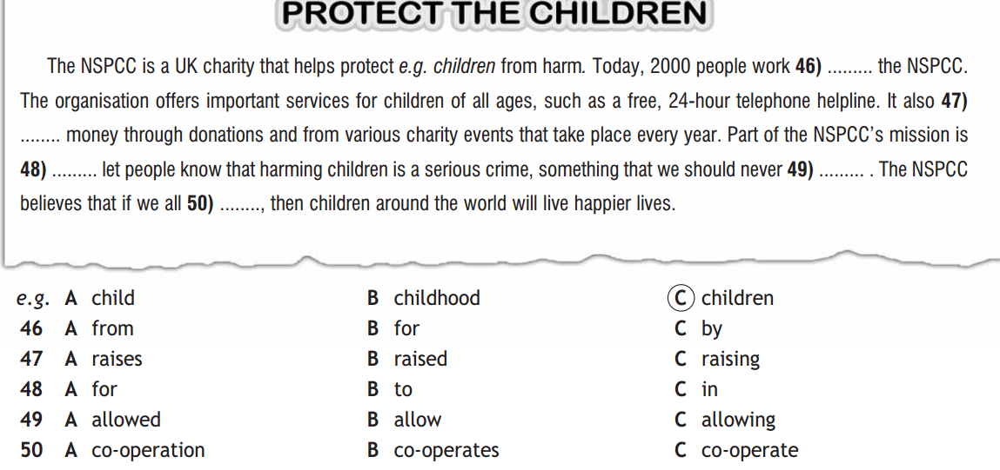 PROTECT THE CHILDREN
The NSPCC is a UK charity that helps protect e.g. children from harm. Today, 2000 people work 46) ......... the NSPCC.
The organisation offers important services for children of all ages, such as a free, 24-hour telephone helpline. It also 47)
........ money through donations and from various charity events that take place every year. Part of the NSPCC's mission is
48) ......... let people know that harming children is a serious crime, something that we should never 49) ......... . The NSPCC
believes that if we all 50) ........, then children around the world will live happier lives.
e.g. A child B childhood C children
46 A from B for C by
47 A raises B raised C raising
48 A for B to C in
49 A allowed B allow C allowing
50 A co-operation B co-operates C co-operate